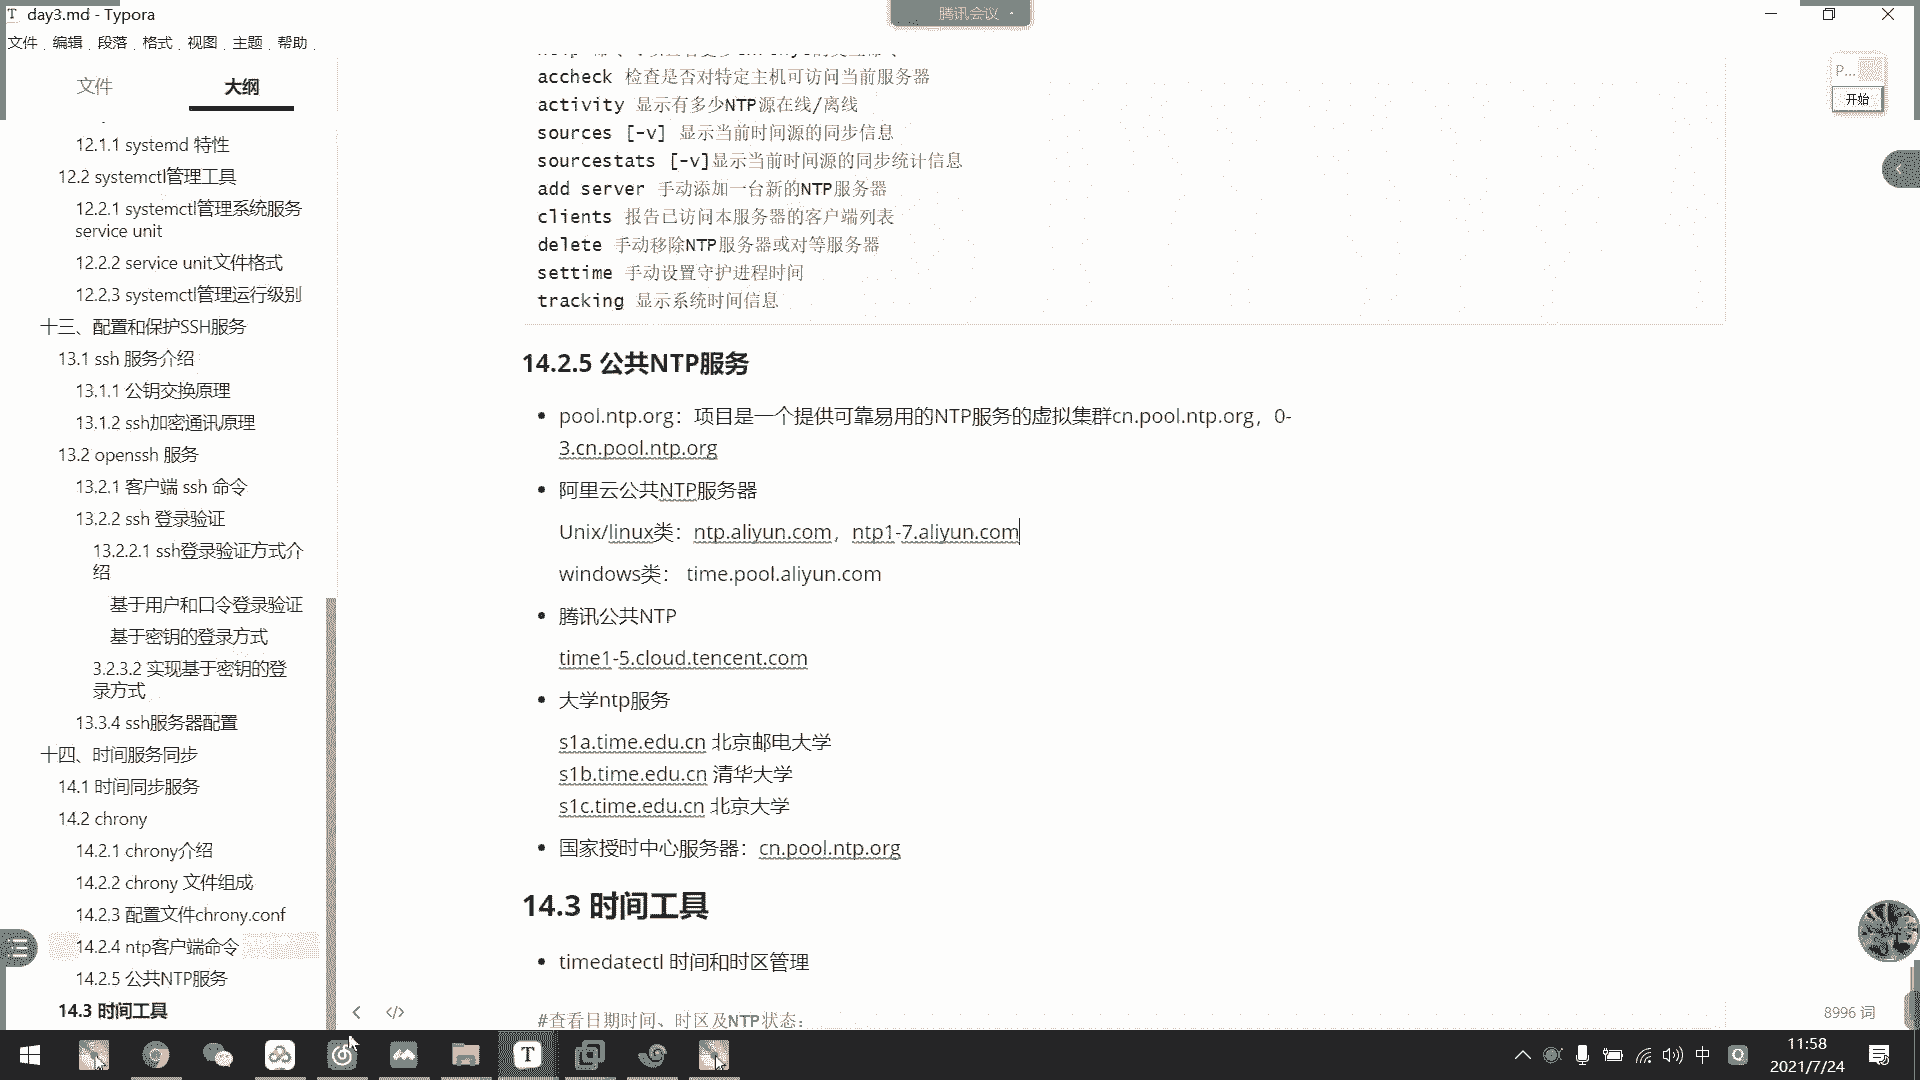 day3.md - Typora
腾讯会议
文件 编辑 段落 格式 视图 主题 帮助
文件 大纲
12.1.1 systemd 特性
12.2 systemctl管理工具
12.2.1 systemctl管理系统服务
service unit
12.2.2 service unit文件格式
12.2.3 systemctl管理运行级别
十三、配置和保护SSH服务
13.1 ssh 服务介绍
13.1.1 公钥交换原理
13.1.2 ssh加密通讯原理
13.2 openssh 服务
13.2.1 客户端 ssh 命令
13.2.2 ssh 登录验证
13.2.2.1 ssh登录验证方式介
绍
基于用户和口令登录验证
基于密钥的登录方式
3.2.3.2 实现基于密钥的登
录方式
13.3.4 ssh服务器配置
十四、时间服务同步
14.1 时间同步服务
14.2 chrony
14.2.1 chrony介绍
14.2.2 chrony 文件组成
14.2.3 配置文件chrony.conf
14.2.4 ntp客户端命令
14.2.5 公共NTP服务
14.3 时间工具
accheck 检查是否对特定主机可访问当前服务器
activity 显示有多少NTP源在线/离线
sources [-v] 显示当前时间源的同步信息
sourcestats [-v]显示当前时间源的同步统计信息
add server 手动添加一台新的NTP服务器
clients 报告已访问本服务器的客户端列表
delete 手动移除NTP服务器或对等服务器
settime 手动设置守护进程时间
tracking 显示系统时间信息
14.2.5 公共NTP服务
pool.ntp.org：项目是一个提供可靠易用的NTP服务的虚拟集群cn.pool.ntp.org，0-
3.cn.pool.ntp.org
阿里云公共NTP服务器
Unix/linux类：ntp.aliyun.com，ntp1-7.aliyun.com
windows类： time.pool.aliyun.com
腾讯公共NTP
time1-5.cloud.tencent.com
大学ntp服务
s1a.time.edu.cn 北京邮电大学
s1b.time.edu.cn 清华大学
s1c.time.edu.cn 北京大学
国家授时中心服务器：cn.pool.ntp.org
14.3 时间工具
timedatectl 时间和时区管理
#查看日期时间、时区及NTP状态：
P...
开始
8996 词
中
11:58
2021/7/24